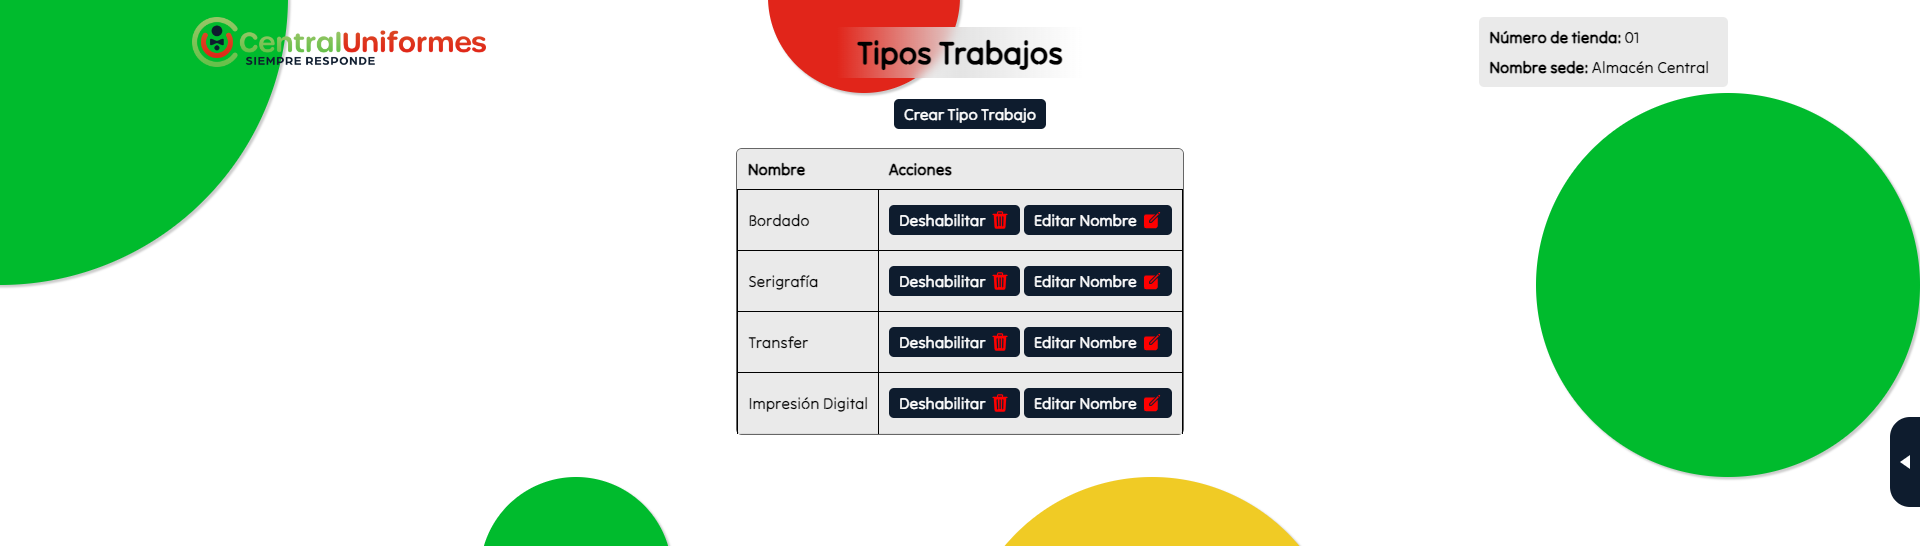 CentralUniformes
SIEMPRE RESPONDE
Tipos Trabajos
Número de tienda: 01
Nombre sede: Almacén Central
Crear Tipo Trabajo
Nombre Acciones
Bordado Deshabilitar Editar Nombre
Serigrafía Deshabilitar Editar Nombre
Transfer Deshabilitar Editar Nombre
Impresión Digital Deshabilitar Editar Nombre